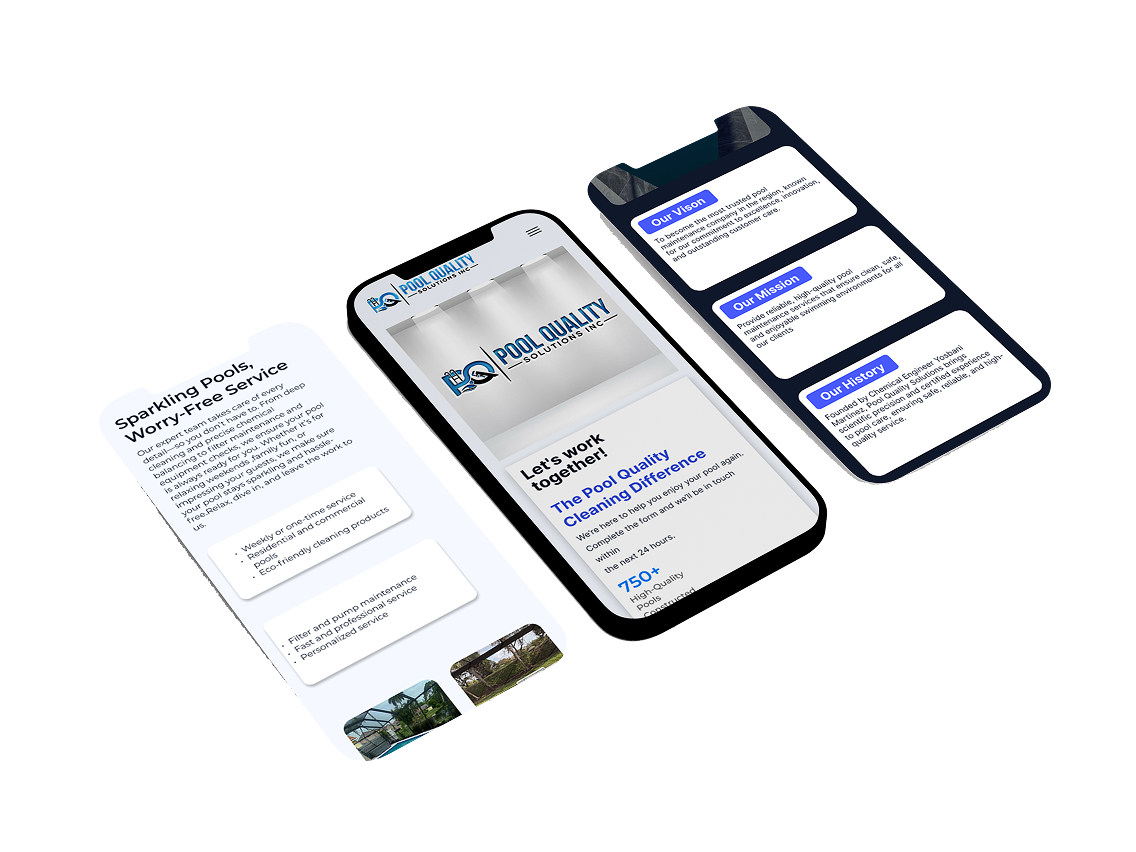 Sparkling Pools,
Worry-Free Service
Our expert team takes care of every
detail—so you don't have to. From deep
cleaning and precise chemical
balancing to filter maintenance and
equipment checks, we ensure your pool
is always ready for you. Whether it's for
relaxing weekends, family fun, or
impressing your guests, we make sure
your pool stays sparkling and hassle-
free.Relax, dive in, and leave the work to
us.
• Weekly or one-time service
• Residential and commercial
pools
• Eco-friendly cleaning products
• Filter and pump maintenance
• Fast and professional service
• Personalized service
POOL QUALITY
SOLUTIONS INC
POOL QUALITY
SOLUTIONS INC
Let's work
together!
The Pool Quality
Cleaning Difference
We're here to help you enjoy your pool again.
Complete the form and we'll be in touch
within
the next 24 hours.
750+
High-Quality
Pools
Constructed
Our Vison
To become the most trusted pool
maintenance company in the region, known
for our commitment to excellence, innovation,
and outstanding customer care.
Our Mission
Provide reliable, high-quality pool
maintenance services that ensure clean, safe,
and enjoyable swimming environments for all
our clients
Our History
Founded by Chemical Engineer Yosbani
Martinez, Pool Quality Solutions brings
scientific precision and certified experience
to pool care, ensuring safe, reliable, and high-
quality service.